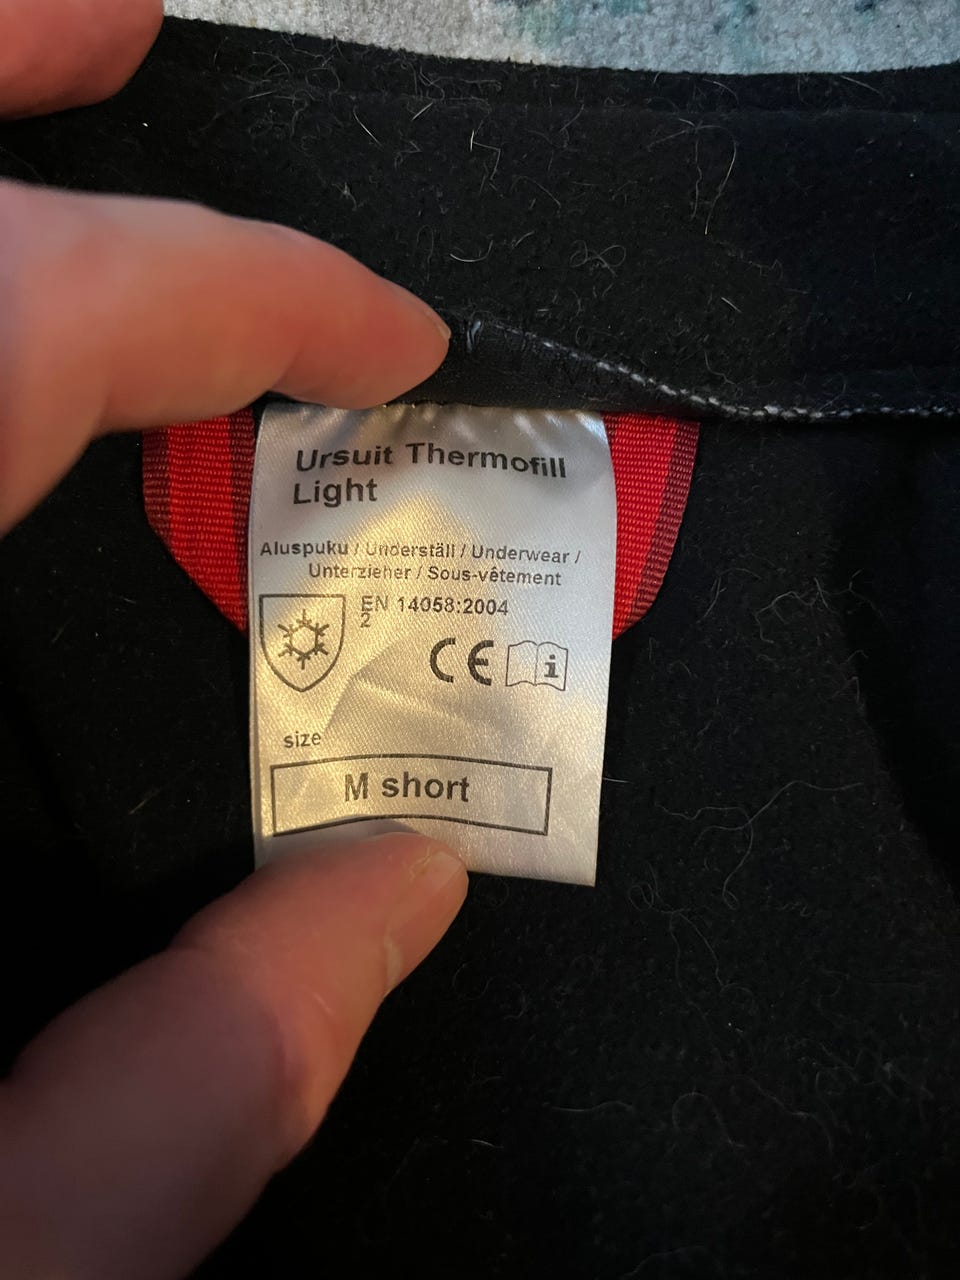 Ursuit Thermofill
Light
Aluspuku / Underställ / Underwear /
Unterzieher / Sous-vêtement
EN 14058:2004
2
CE
i
size
M short